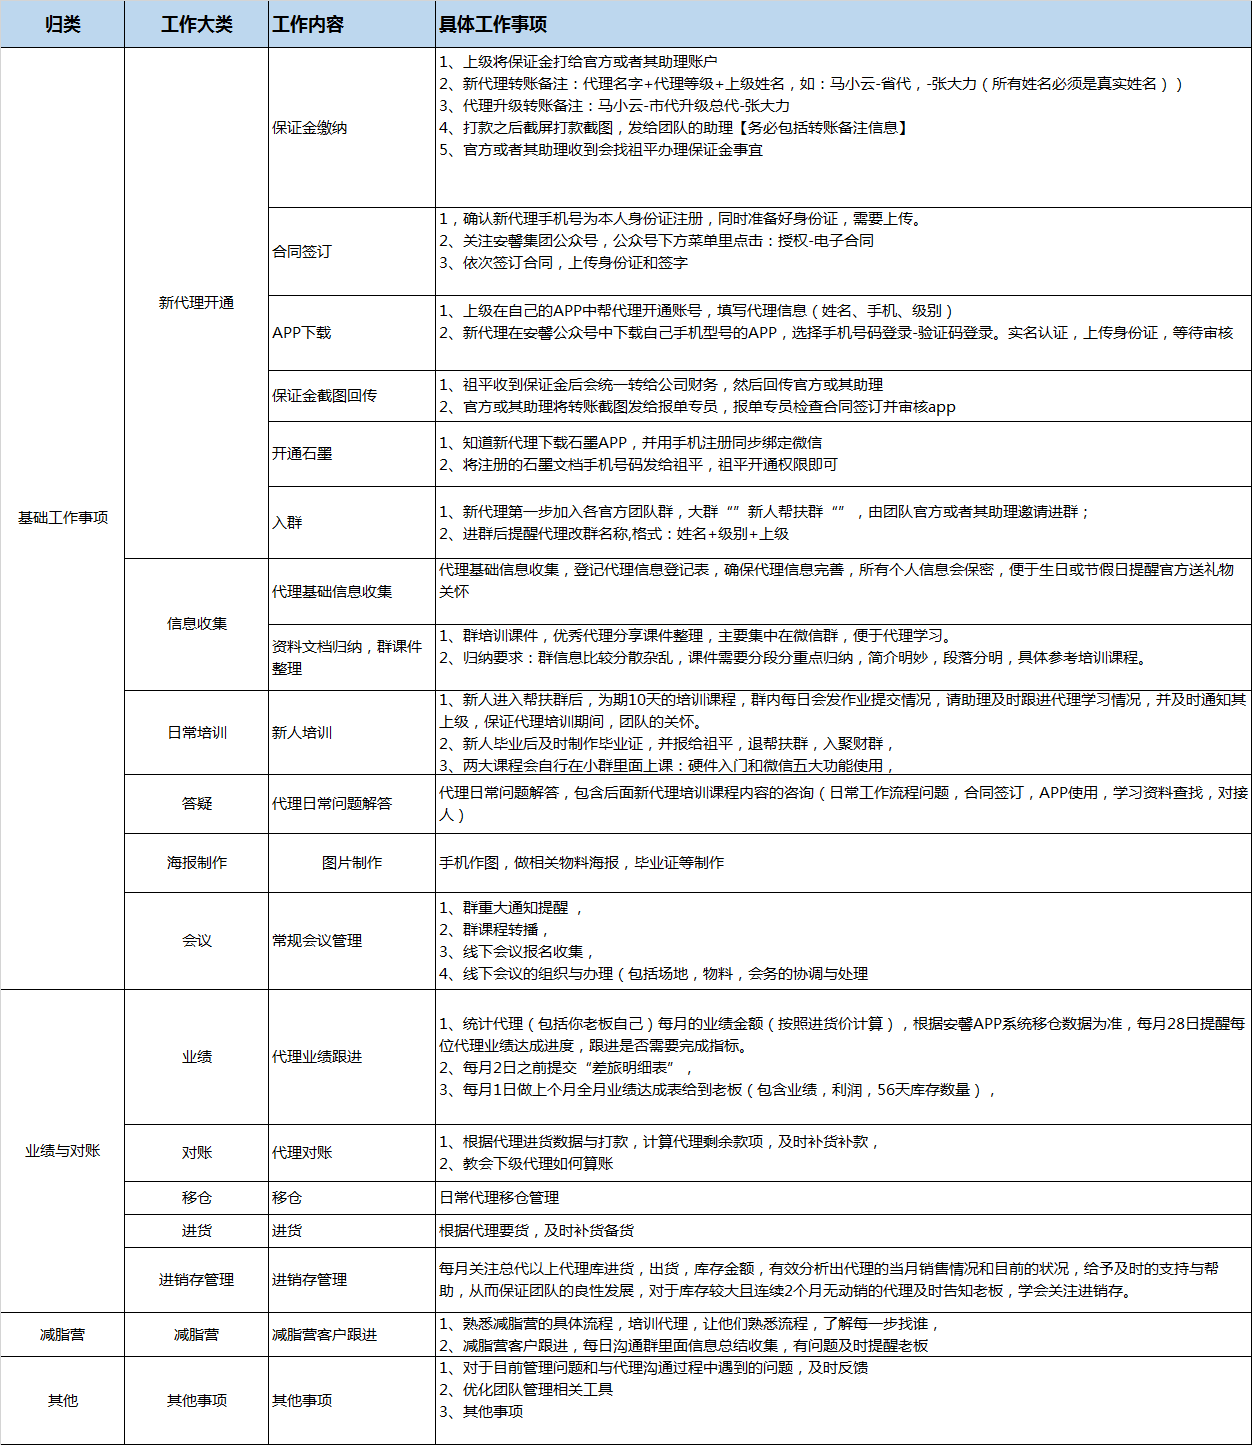 归类
工作大类
工作内容
具体工作事项
基础工作事项
新代理开通
保证金缴纳
1、上级将保证金打给官方或者其助理账户
2、新代理转账备注：代理名字+代理等级+上级姓名，如：马小云-省代，-张大力（所有姓名必须是真实姓名））
3、代理升级转账备注：马小云-市代升级总代-张大力
4、打款之后截屏打款截图，发给团队的助理【务必包括转账备注信息】
5、官方或者其助理收到会找祖平办理保证金事宜
合同签订
1，确认新代理手机号为本人身份证注册，同时准备好身份证，需要上传。
2、关注安馨集团公众号，公众号下方菜单里点击：授权-电子合同
3、依次签订合同，上传身份证和签字
APP下载
1、上级在自己的APP中帮代理开通账号，填写代理信息（姓名、手机、级别）
2、新代理在安馨公众号中下载自己手机型号的APP，选择手机号码登录-验证码登录。实名认证，上传身份证，等待审核
保证金截图回传
1、祖平收到保证金后会统一转给公司财务，然后回传官方或其助理
2、官方或其助理将转账截图发给报单专员，报单专员检查合同签订并审核app
开通石墨
1、知道新代理下载石墨APP，并用手机注册同步绑定微信
2、将注册的石墨文档手机号码发给祖平，祖平开通权限即可
入群
1、新代理第一步加入各官方团队群，大群“”新人帮扶群“”，由团队官方或者其助理邀请进群；
2、进群后提醒代理改群名称,格式：姓名+级别+上级
信息收集
代理基础信息收集
代理基础信息收集，登记代理信息登记表，确保代理信息完善，所有个人信息会保密，便于生日或节假日提醒官方送礼物
关怀
资料文档归纳，群课件
整理
1、群培训课件，优秀代理分享课件整理，主要集中在微信群，便于代理学习。
2、归纳要求：群信息比较分散杂乱，课件需要分段分重点归纳，简介明妙，段落分明，具体参考培训课程。
日常培训
新人培训
1、新人进入帮扶群后，为期10天的培训课程，群内每日会发作业提交情况，请助理及时跟进代理学习情况，并及时通知其
上级，保证代理培训期间，团队的关怀。
2、新人毕业后及时制作毕业证，并报给祖平，退帮扶群，入聚财群，
3、两大课程会自行在小群里面上课：硬件入门和微信五大功能使用，
答疑
代理日常问题解答
代理日常问题解答，包含后面新代理培训课程内容的咨询（日常工作流程问题，合同签订，APP使用，学习资料查找，对接
人）
海报制作
图片制作
手机作图，做相关物料海报，毕业证等制作
会议
常规会议管理
1、群重大通知提醒，
2、群课程转播，
3、线下会议报名收集，
4、线下会议的组织与办理（包括场地，物料，会务的协调与处理
业绩与对账
业绩
代理业绩跟进
1、统计代理（包括你老板自己）每月的业绩金额（按照进货价计算），根据安馨APP系统移仓数据为准，每月28日提醒每
位代理业绩达成进度，跟进是否需要完成指标。
2、每月2日之前提交“差旅明细表”，
3、每月1日做上个月全月业绩达成表给到老板（包含业绩，利润，56天库存数量），
对账
代理对账
1、根据代理进货数据与打款，计算代理剩余款项，及时补货补款，
2、教会下级代理如何算账
移仓
移仓
日常代理移仓管理
进货
进货
根据代理要货，及时补货备货
进销存管理
进销存管理
每月关注总代以上代理库进货，出货，库存金额，有效分析出代理的当月销售情况和目前的状况，给予及时的支持与帮
助，从而保证团队的良性发展，对于库存较大且连续2个月无动销的代理及时告知老板，学会关注进销存。
减脂营
减脂营
减脂营客户跟进
1、熟悉减脂营的具体流程，培训代理，让他们熟悉流程，了解每一步找谁，
2、减脂营客户跟进，每日沟通群里面信息总结收集，有问题及时提醒老板
其他
其他事项
其他事项
1、对于目前管理问题和与代理沟通过程中遇到的问题，及时反馈
2、优化团队管理相关工具
3、其他事项